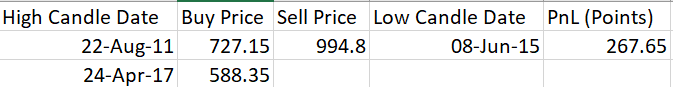 High Candle Date Buy Price Sell Price Low Candle Date PnL (Points)
22-Aug-11 727.15 994.8 08-Jun-15 267.65
24-Apr-17 588.35